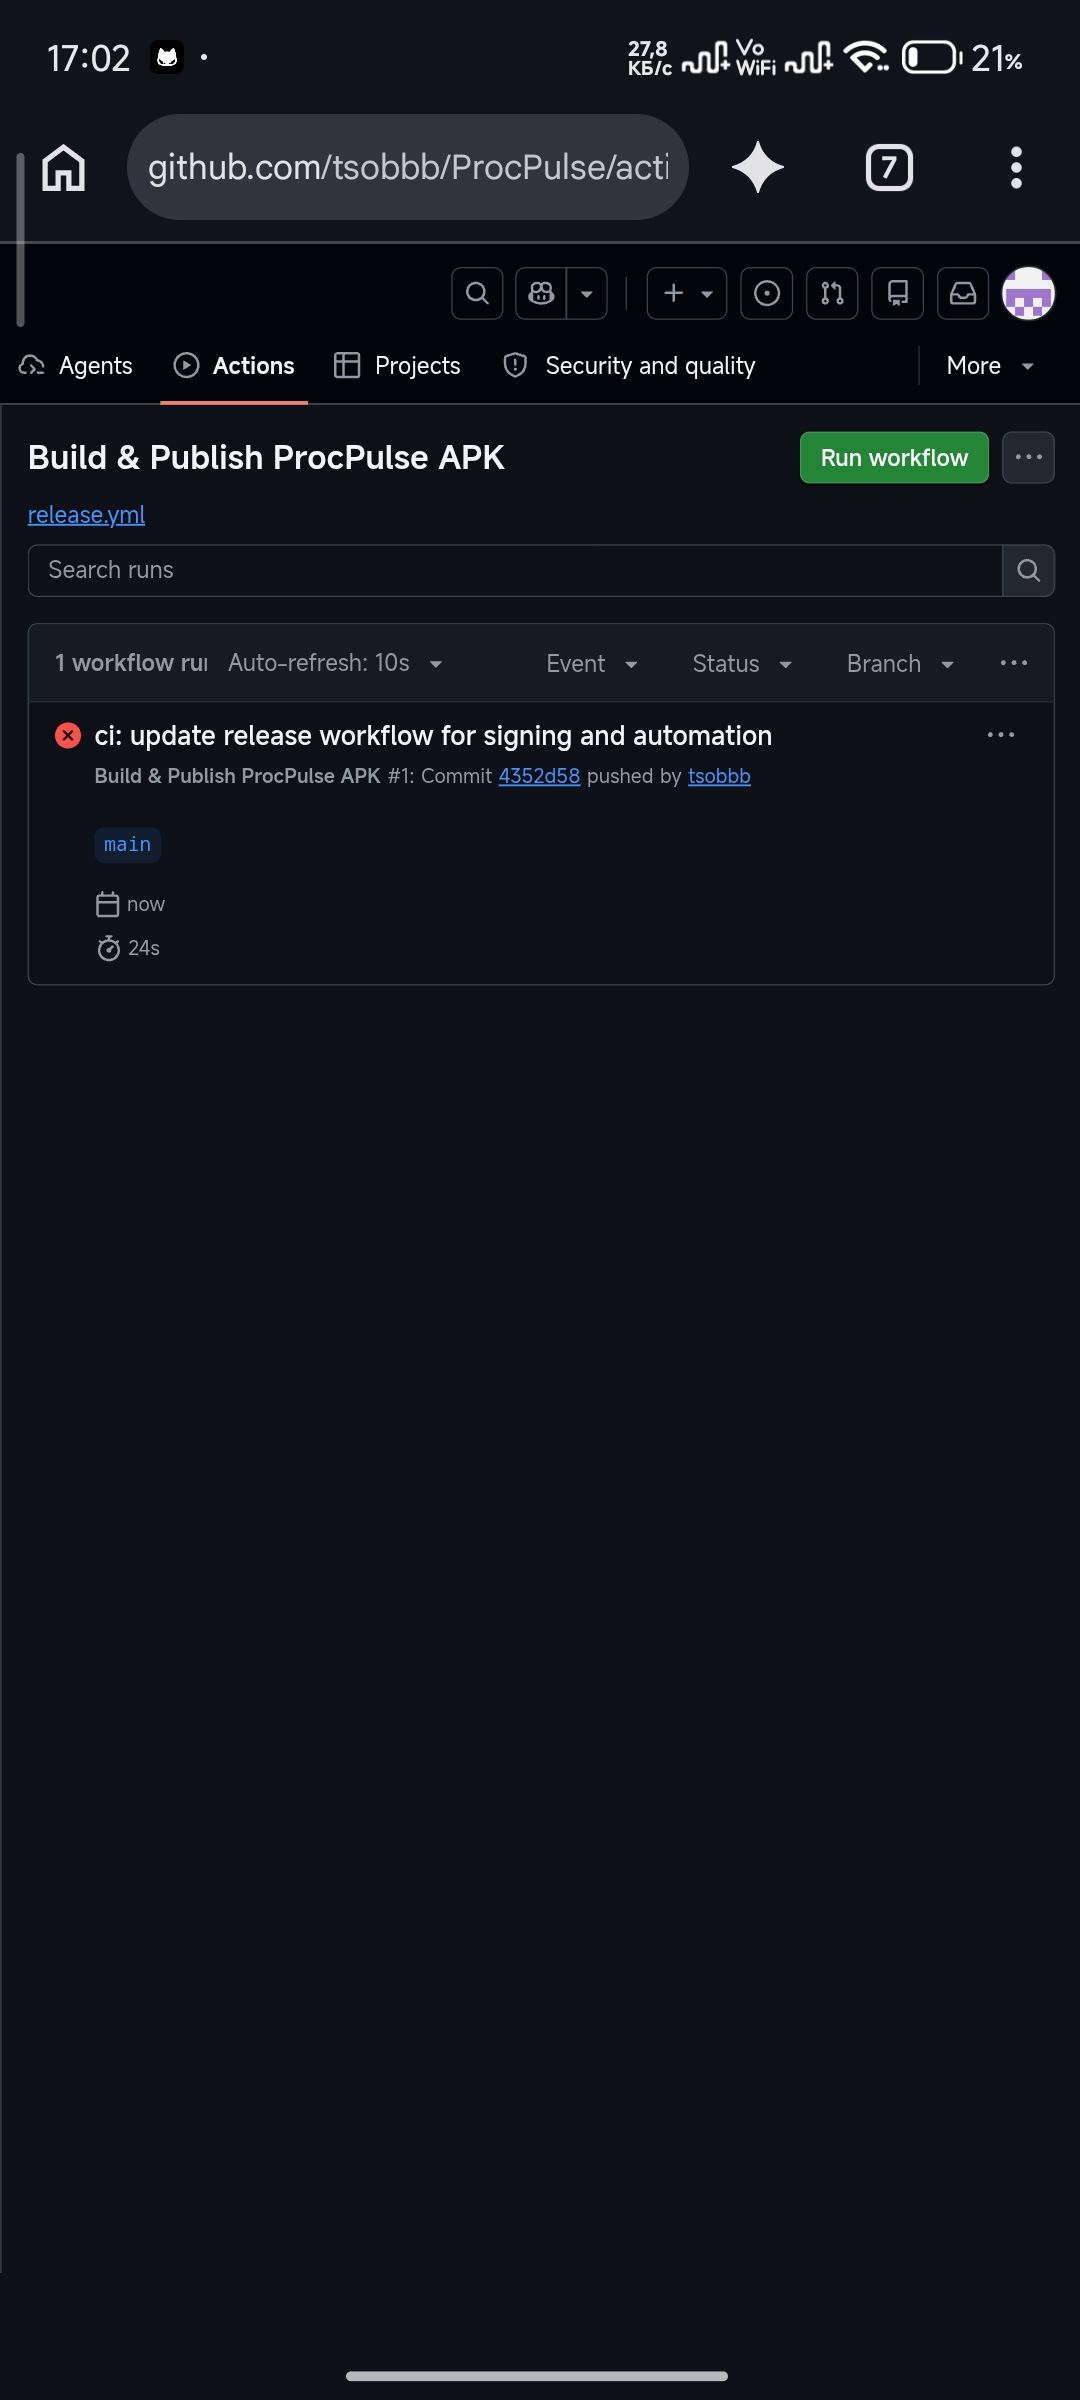 17:02
27,8 КБ/с Vo WiFi 21%
github.com/tsobbb/ProcPulse/acti
7
Agents Actions Projects Security and quality More
Build & Publish ProcPulse APK Run workflow
release.yml
Search runs
1 workflow ru Auto-refresh: 10s Event Status Branch
ci: update release workflow for signing and automation
Build & Publish ProcPulse APK #1: Commit 4352d58 pushed by tsobbb
main
now
24s